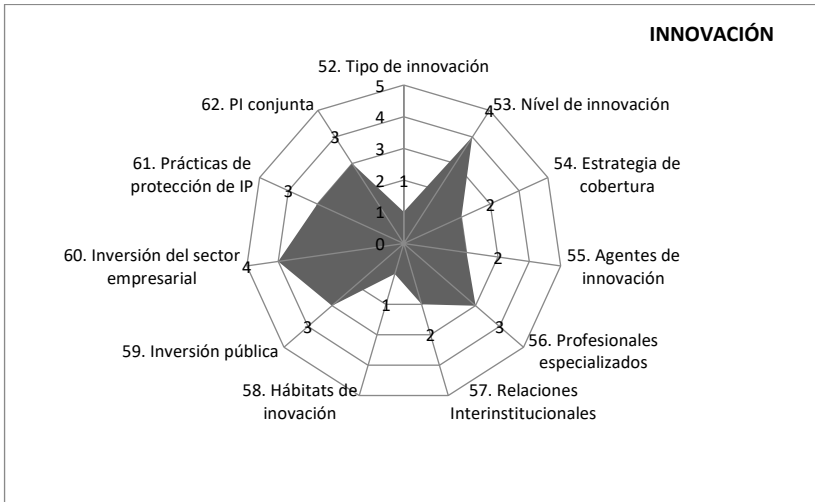 INNOVACIÓN
52. Tipo de innovación
53. Nível de innovación
54. Estrategia de
cobertura
55. Agentes de
innovación
56. Profesionales
especializados
57. Relaciones
Interinstitucionales
58. Hábitats de
inovación
59. Inversión pública
60. Inversión del sector
empresarial
61. Prácticas de
protección de IP
62. PI conjunta
5
4
3
2
1
0
1
4
2
2
3
2
1
3
4
3
3